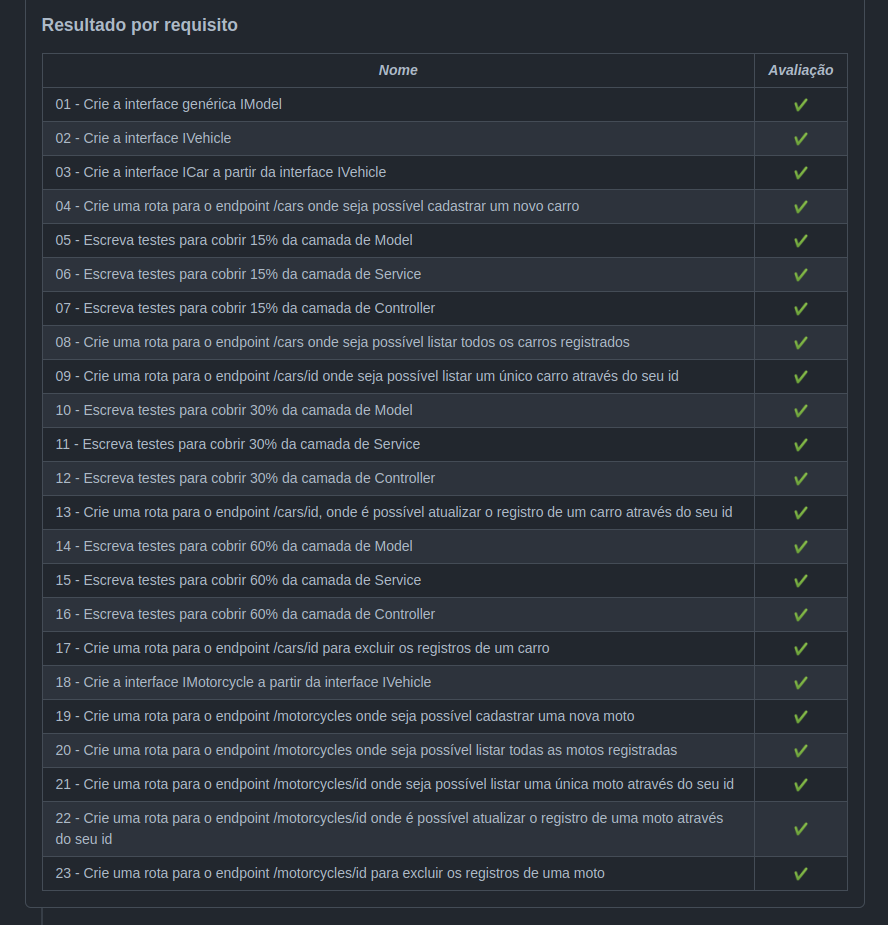 Resultado por requisito
Nome Avaliação
01 - Crie a interface genérica IModel ✔
02 - Crie a interface IVehicle ✔
03 - Crie a interface ICar a partir da interface IVehicle ✔
04 - Crie uma rota para o endpoint /cars onde seja possível cadastrar um novo carro ✔
05 - Escreva testes para cobrir 15% da camada de Model ✔
06 - Escreva testes para cobrir 15% da camada de Service ✔
07 - Escreva testes para cobrir 15% da camada de Controller ✔
08 - Crie uma rota para o endpoint /cars onde seja possível listar todos os carros registrados ✔
09 - Crie uma rota para o endpoint /cars/id onde seja possível listar um único carro através do seu id ✔
10 - Escreva testes para cobrir 30% da camada de Model ✔
11 - Escreva testes para cobrir 30% da camada de Service ✔
12 - Escreva testes para cobrir 30% da camada de Controller ✔
13 - Crie uma rota para o endpoint /cars/id, onde é possível atualizar o registro de um carro através do seu id ✔
14 - Escreva testes para cobrir 60% da camada de Model ✔
15 - Escreva testes para cobrir 60% da camada de Service ✔
16 - Escreva testes para cobrir 60% da camada de Controller ✔
17 - Crie uma rota para o endpoint /cars/id para excluir os registros de um carro ✔
18 - Crie a interface IMotorcycle a partir da interface IVehicle ✔
19 - Crie uma rota para o endpoint /motorcycles onde seja possível cadastrar uma nova moto ✔
20 - Crie uma rota para o endpoint /motorcycles onde seja possível listar todas as motos registradas ✔
21 - Crie uma rota para o endpoint /motorcycles/id onde seja possível listar uma única moto através do seu id ✔
22 - Crie uma rota para o endpoint /motorcycles/id onde é possível atualizar o registro de uma moto através
do seu id ✔
23 - Crie uma rota para o endpoint /motorcycles/id para excluir os registros de uma moto ✔